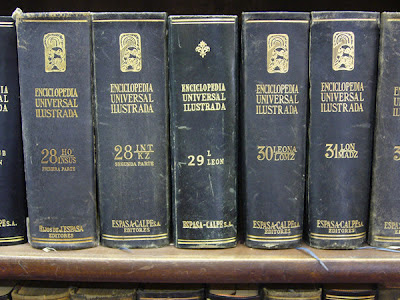 ENCICLOPEDIA
UNIVERSAL
ILUSTRADA
28 HO
INSUS
PRIMERA PARTE
HIJOS DE J. ESPASA
EDITORES
ENCICLOPEDIA
UNIVERSAL
ILUSTRADA
28 INT
KZ
SEGUNDA PARTE
ESPASA-CALPE S.A.
EDITORES
ENCICLOPEDIA
UNIVERSAL
ILUSTRADA
29 L
LEON
ESPASA-CALPE S.A.
EDITORES
ENCICLOPEDIA
UNIVERSAL
ILUSTRADA
30 LEONA
LOMZ
ESPASA-CALPE S.A.
EDITORES
ENCICLOPEDIA
UNIVERSAL
ILUSTRADA
31 LON
MADZ
ESPASA-CALPE S.A.
EDITORES